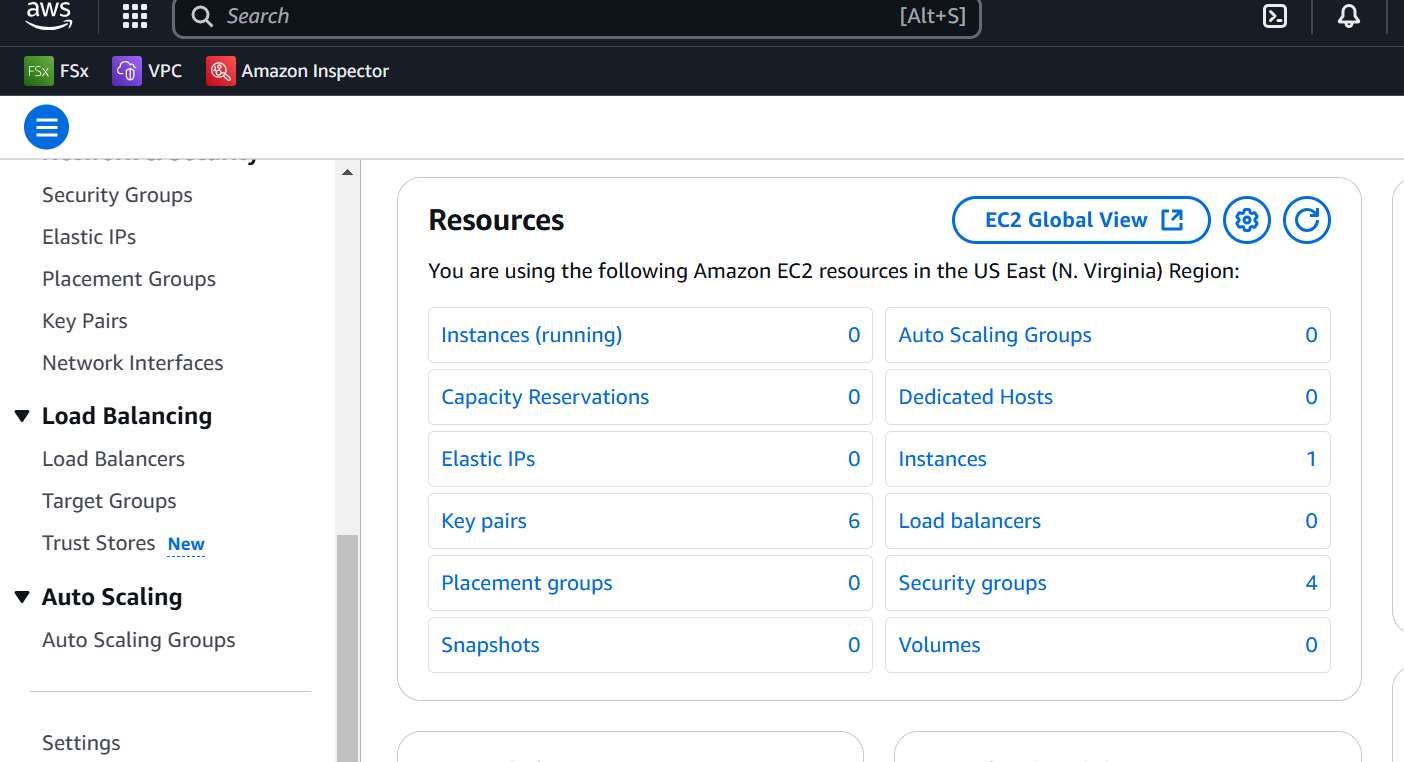 aws
Search [Alt+S]
FSx FSx VPC Amazon Inspector
Network & Security
Security Groups
Elastic IPs
Placement Groups
Key Pairs
Network Interfaces
Load Balancing
Load Balancers
Target Groups
Trust Stores New
Auto Scaling
Auto Scaling Groups
Settings
Resources
EC2 Global View
You are using the following Amazon EC2 resources in the US East (N. Virginia) Region:
Instances (running) 0
Auto Scaling Groups 0
Capacity Reservations 0
Dedicated Hosts 0
Elastic IPs 0
Instances 1
Key pairs 6
Load balancers 0
Placement groups 0
Security groups 4
Snapshots 0
Volumes 0